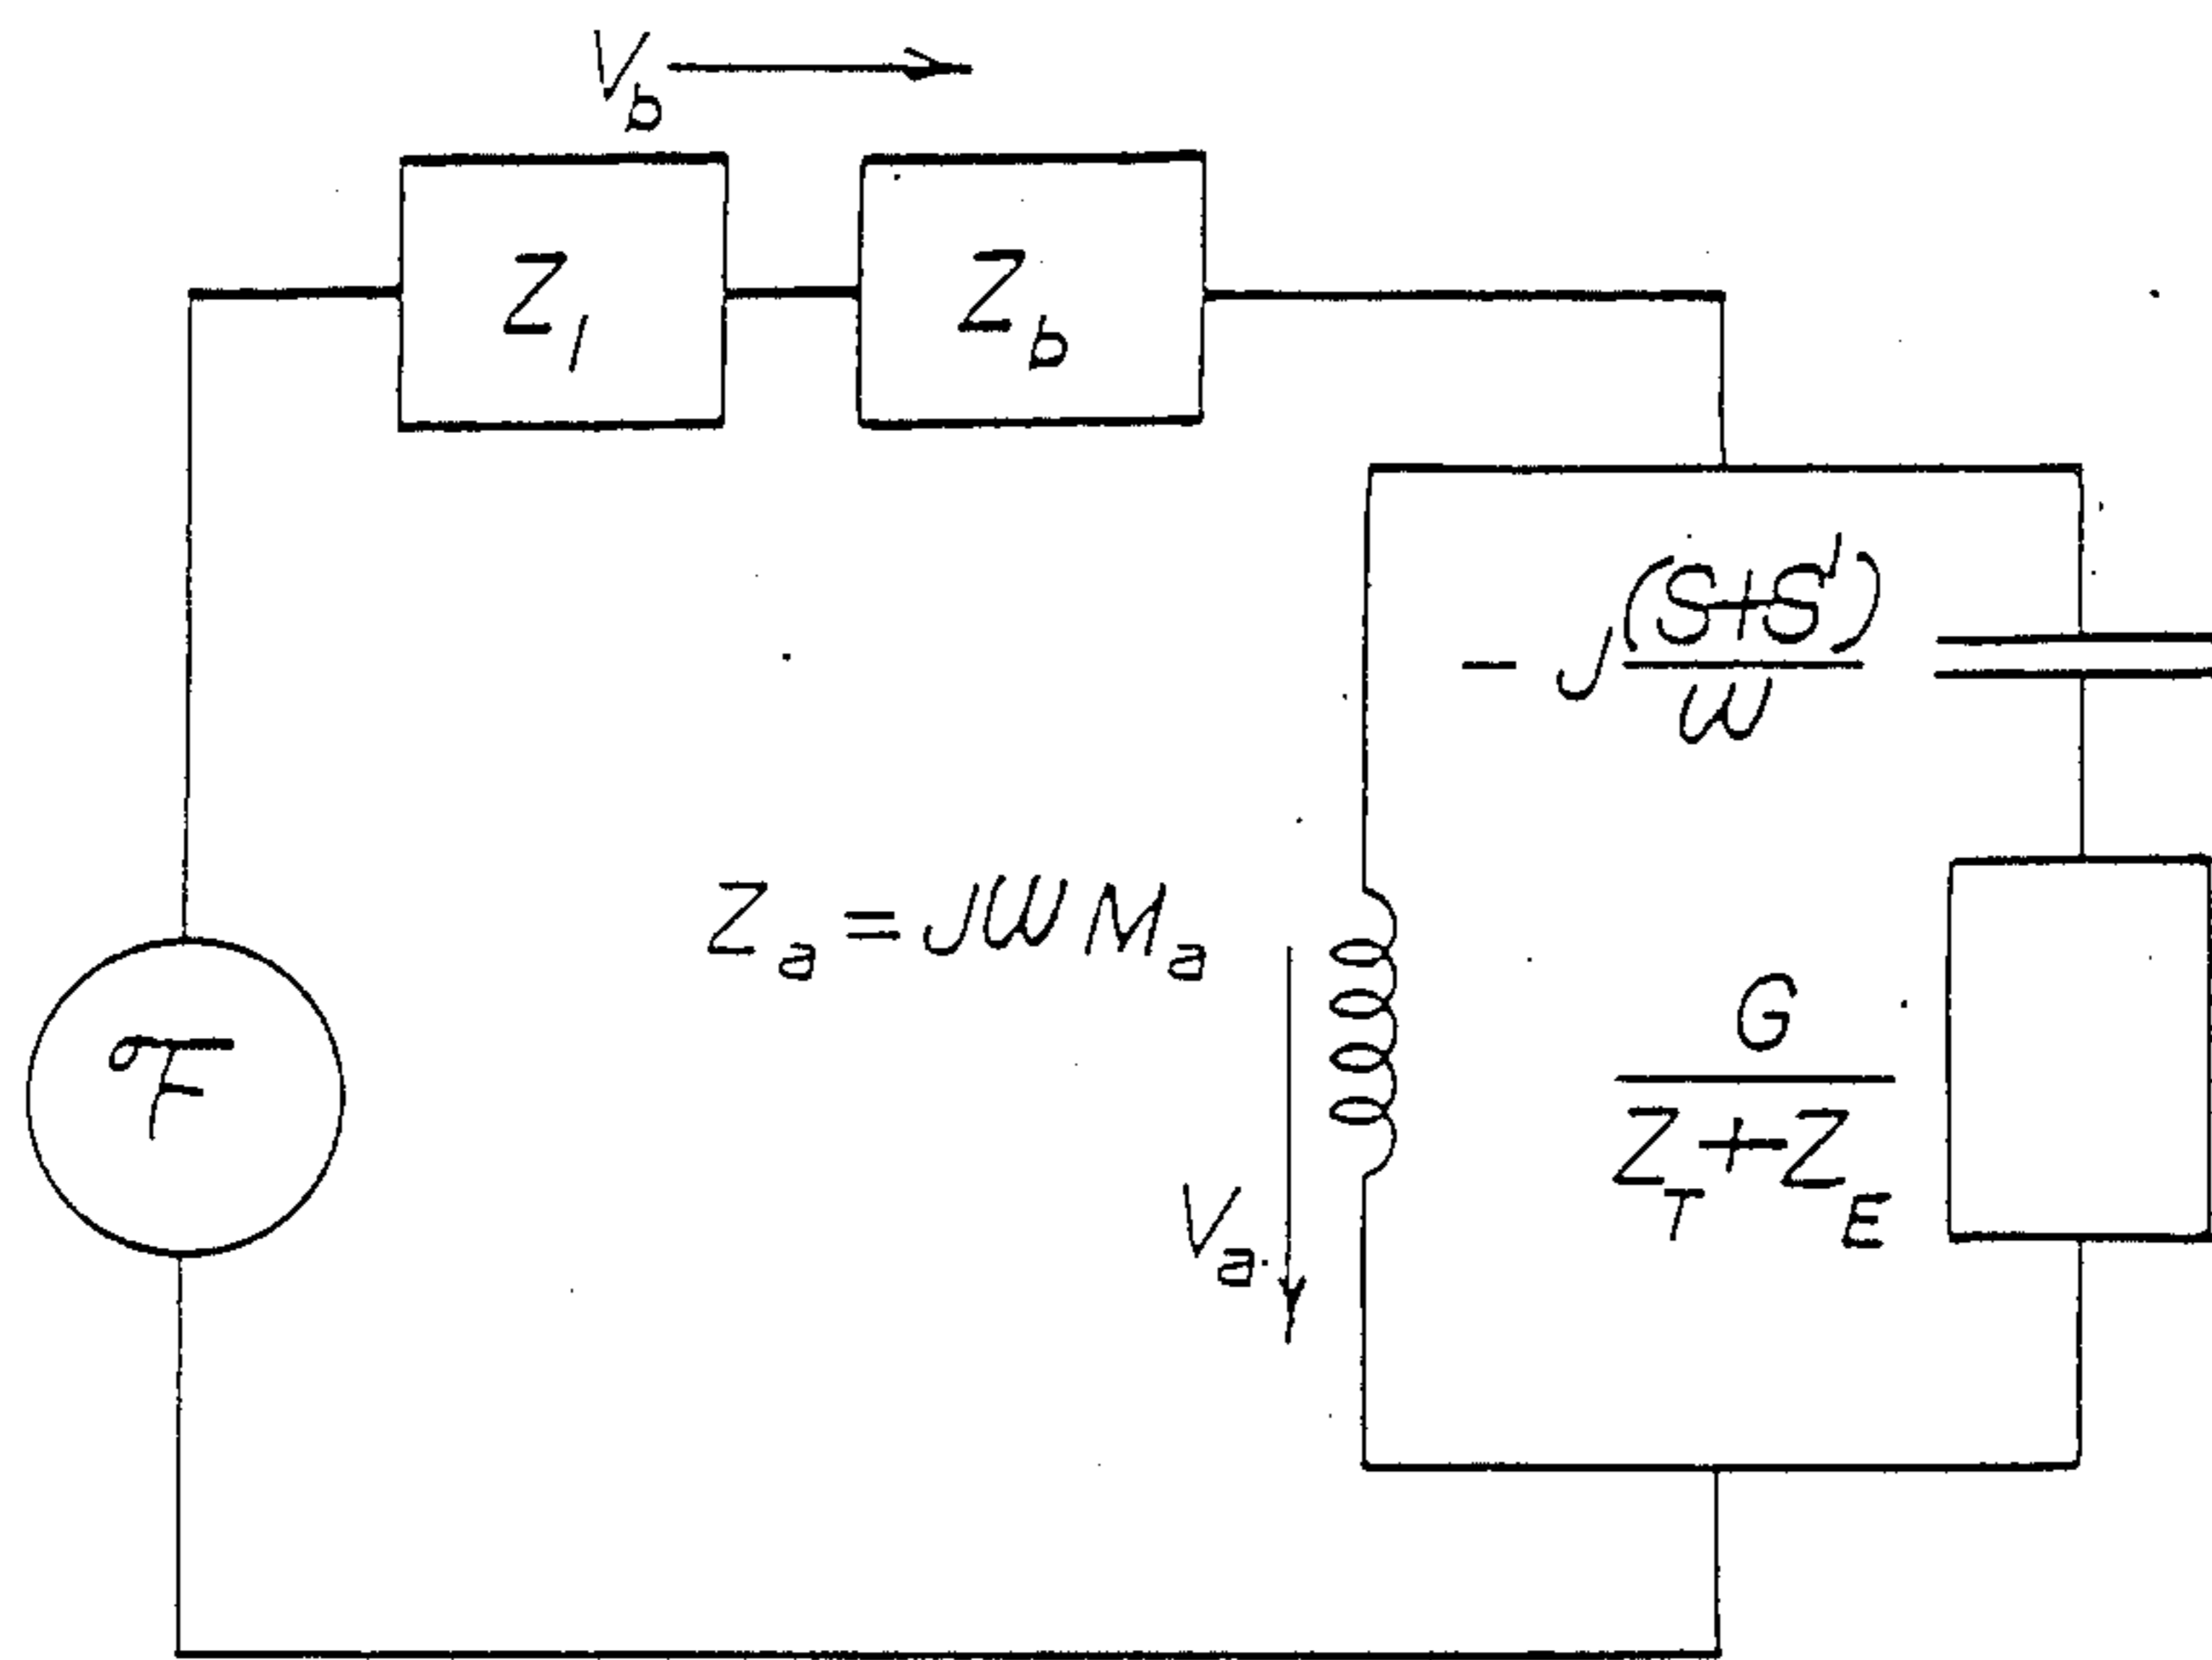 V_b
Z_1
Z_b
- J (S+S')
ω
Z_a = JωM_a
F
G
Z_T + Z_E
V_a